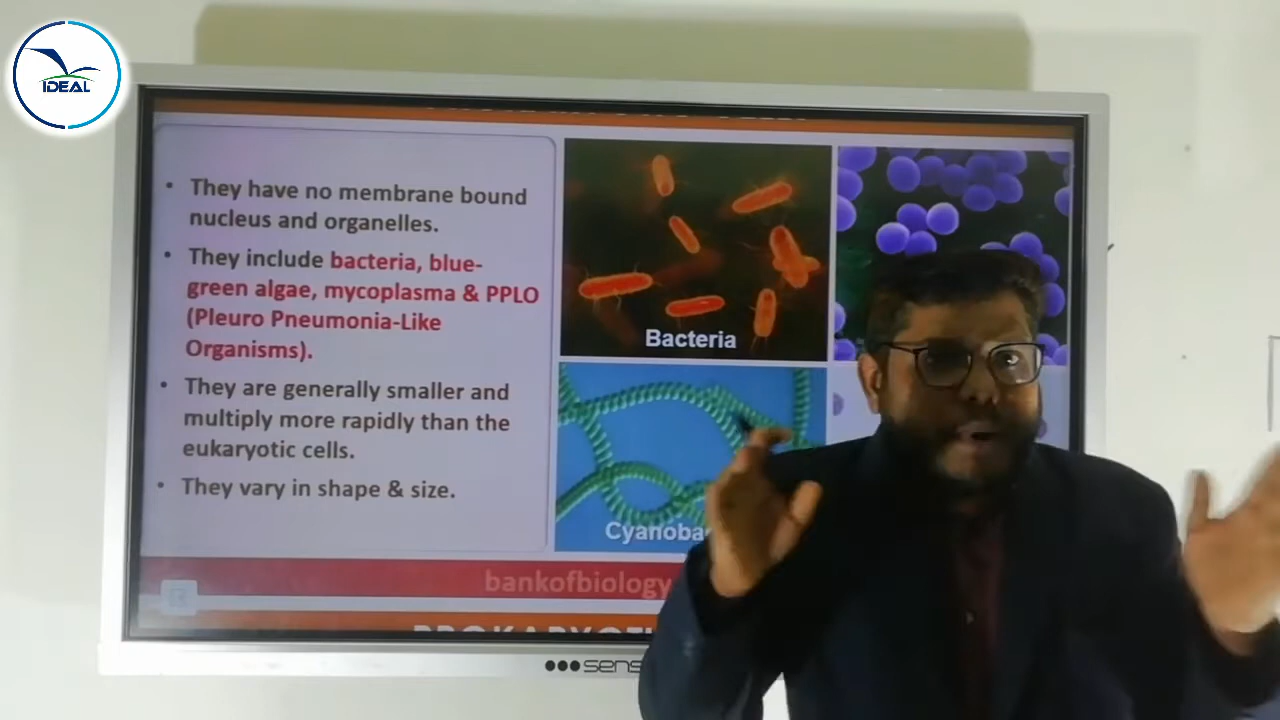 IDEAL
• They have no membrane bound
nucleus and organelles.
• They include bacteria, blue-
green algae, mycoplasma & PPLO
(Pleuro Pneumonia-Like
Organisms).
• They are generally smaller and
multiply more rapidly than the
eukaryotic cells.
• They vary in shape & size.
Bacteria
bankofbiology